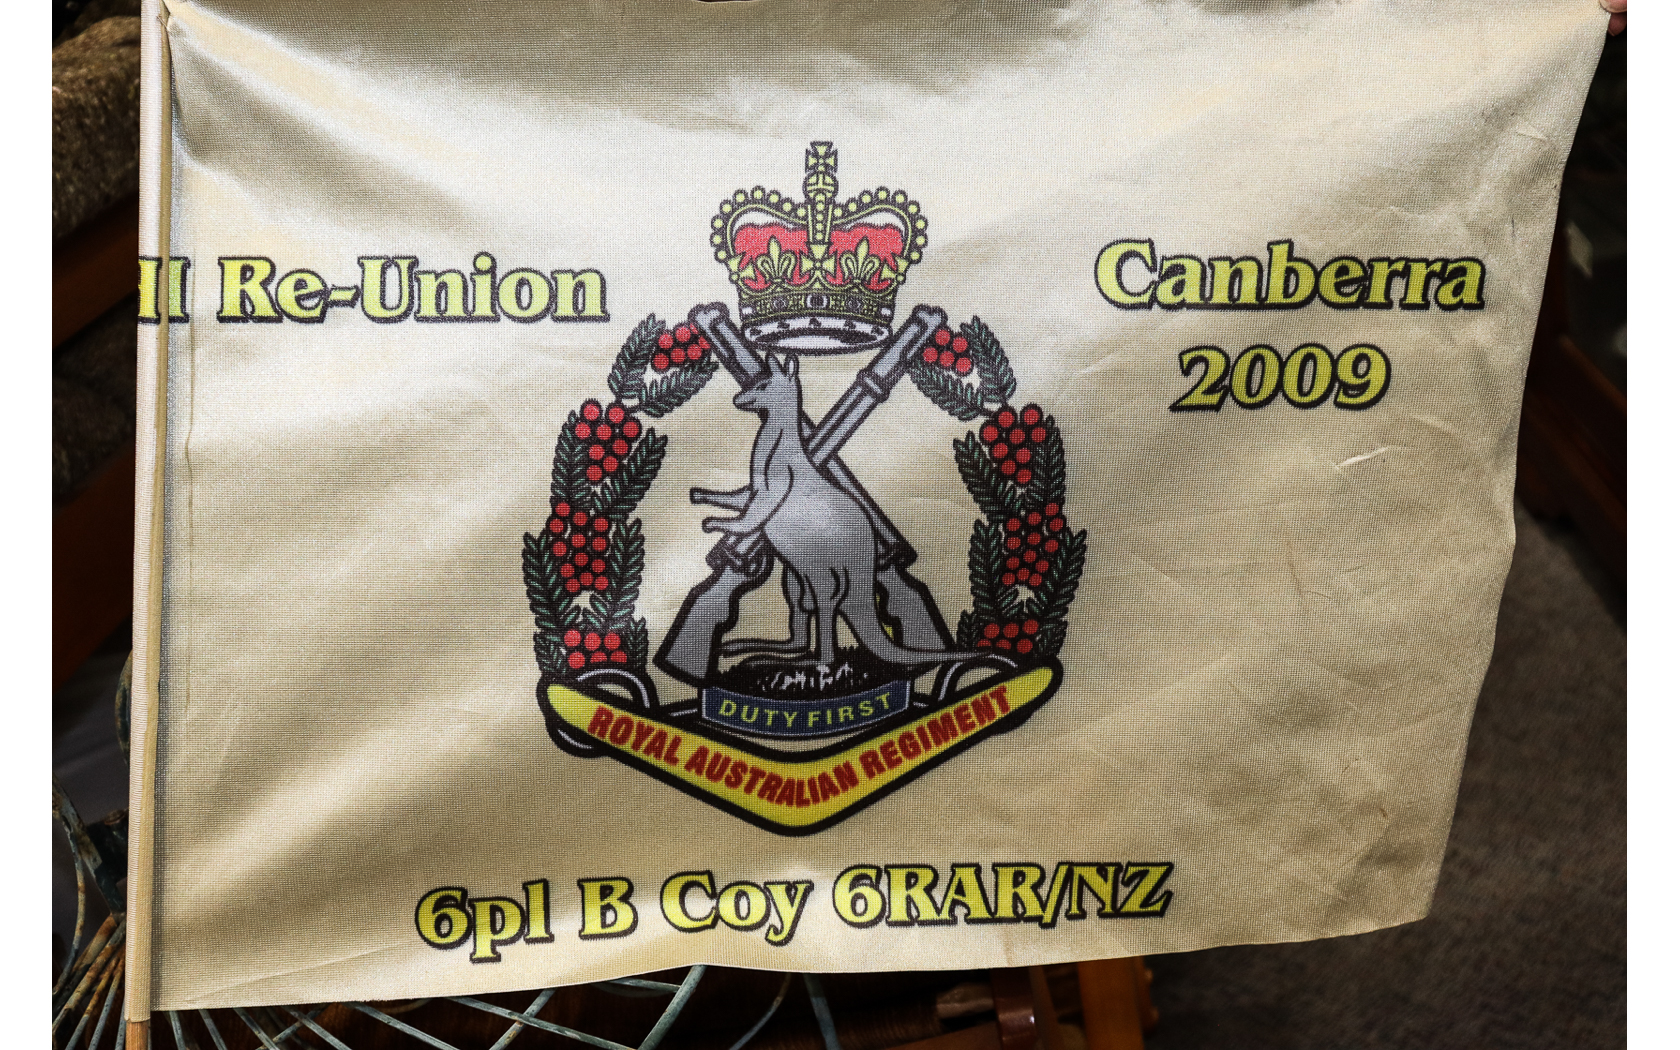 Re-Union
Canberra
2009
DUTY FIRST
ROYAL AUSTRALIAN REGIMENT
6pl B Coy 6RAR/NZ